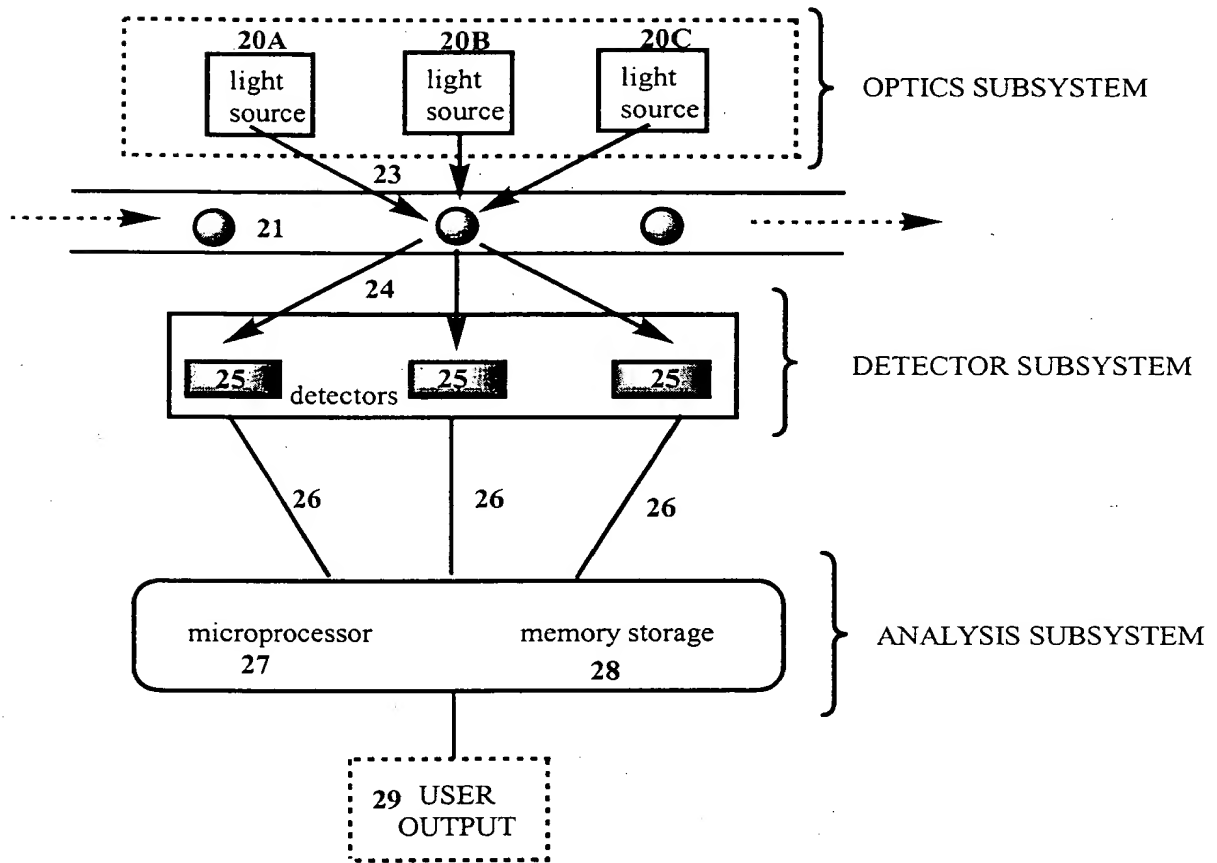 20A
20B
20C
light
source
light
source
light
source
OPTICS SUBSYSTEM
23
21
24
25
25
25
detectors
DETECTOR SUBSYSTEM
26
26
26
microprocessor
27
memory storage
28
ANALYSIS SUBSYSTEM
29 USER
OUTPUT